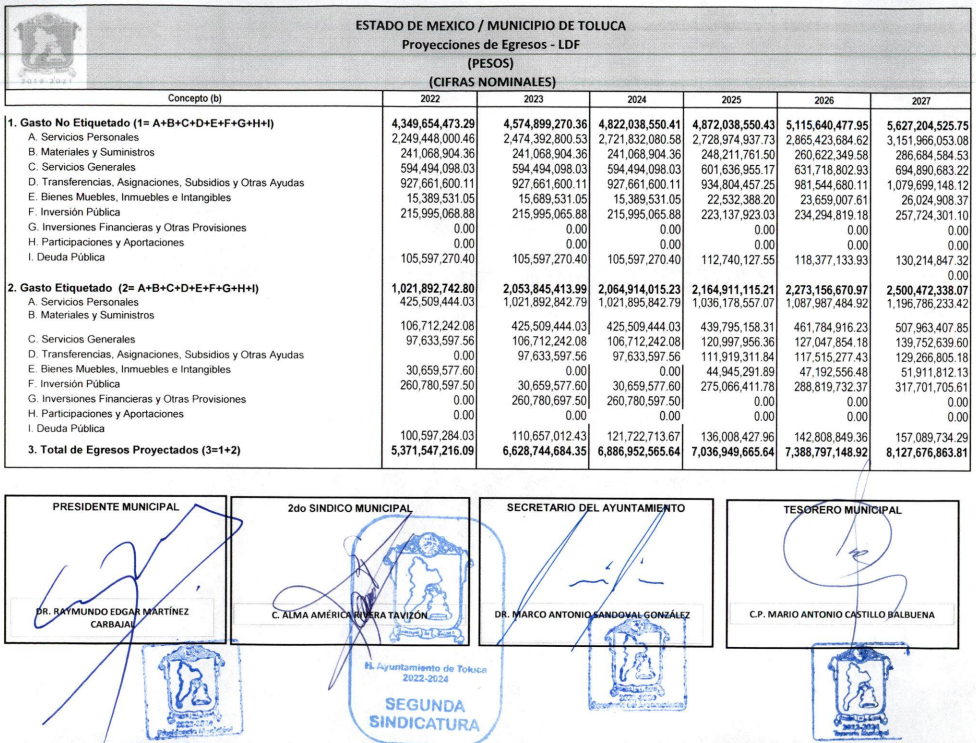 ESTADO DE MEXICO / MUNICIPIO DE TOLUCA
Proyecciones de Egresos - LDF
(PESOS)
(CIFRAS NOMINALES)
2019-2021
Concepto (b) 2022 2023 2024 2025 2026 2027
1. Gasto No Etiquetado (1= A+B+C+D+E+F+G+H+I) 4,349,654,473.29 4,574,899,270.36 4,822,038,550.41 4,872,038,550.43 5,115,640,477.95 5,627,204,525.75
A. Servicios Personales 2,249,448,000.46 2,474,392,800.53 2,721,832,080.58 2,728,974,937.73 2,865,423,684.62 3,151,966,053.08
B. Materiales y Suministros 241,068,904.36 241,068,904.36 241,068,904.36 248,211,761.50 260,622,349.58 286,684,584.53
C. Servicios Generales 594,494,098.03 594,494,098.03 594,494,098.03 601,636,955.17 631,718,802.93 694,890,683.22
D. Transferencias, Asignaciones, Subsidios y Otras Ayudas 927,661,600.11 927,661,600.11 927,661,600.11 934,804,457.25 981,544,680.11 1,079,699,148.12
E. Bienes Muebles, Inmuebles e Intangibles 15,389,531.05 15,689,531.05 15,389,531.05 22,532,388.20 23,659,007.61 26,024,908.37
F. Inversión Pública 215,995,068.88 215,995,065.88 215,995,065.88 223,137,923.03 234,294,819.18 257,724,301.10
G. Inversiones Financieras y Otras Provisiones 0.00 0.00 0.00 0.00 0.00 0.00
H. Participaciones y Aportaciones 0.00 0.00 0.00 0.00 0.00 0.00
I. Deuda Pública 105,597,270.40 105,597,270.40 105,597,270.40 112,740,127.55 118,377,133.93 130,214,847.32
0.00
2. Gasto Etiquetado (2= A+B+C+D+E+F+G+H+I) 1,021,892,742.80 2,053,845,413.99 2,064,914,015.23 2,164,911,115.21 2,273,156,670.97 2,500,472,338.07
A. Servicios Personales 425,509,444.03 1,021,892,842.79 1,021,895,842.79 1,036,178,557.07 1,087,987,484.92 1,196,786,233.42
B. Materiales y Suministros
106,712,242.08 425,509,444.03 425,509,444.03 439,795,158.31 461,784,916.23 507,963,407.85
C. Servicios Generales 97,633,597.56 106,712,242.08 106,712,242.08 120,997,956.36 127,047,854.18 139,752,639.60
D. Transferencias, Asignaciones, Subsidios y Otras Ayudas 0.00 97,633,597.56 97,633,597.56 111,919,311.84 117,515,277.43 129,266,805.18
E. Bienes Muebles, Inmuebles e Intangibles 30,659,577.60 0.00 0.00 44,945,291.89 47,192,556.48 51,911,812.13
F. Inversión Pública 260,780,597.50 30,659,577.60 30,659,577.60 275,066,411.78 288,819,732.37 317,701,705.61
G. Inversiones Financieras y Otras Provisiones 0.00 260,780,697.50 260,780,597.50 0.00 0.00 0.00
H. Participaciones y Aportaciones 0.00 0.00 0.00 0.00 0.00 0.00
I. Deuda Pública
100,597,284.03 110,657,012.43 121,722,713.67 136,008,427.96 142,808,849.36 157,089,734.29
3. Total de Egresos Proyectados (3=1+2) 5,371,547,216.09 6,628,744,684.35 6,886,952,565.64 7,036,949,665.64 7,388,797,148.92 8,127,676,863.81
PRESIDENTE MUNICIPAL
DR. RAYMUNDO EDGAR MARTÍNEZ
CARBAJAL
2do SINDICO MUNICIPAL
C. ALMA AMÉRICA RIVERA TAVIZÓN
SECRETARIO DEL AYUNTAMIENTO
DR. MARCO ANTONIO SANDOVAL GONZÁLEZ
TESORERO MUNICIPAL
C.P. MARIO ANTONIO CASTILLO BALBUENA
H. Ayuntamiento de Toluca
2022-2024
SEGUNDA
SINDICATURA
2022-2024
Tesorería Municipal